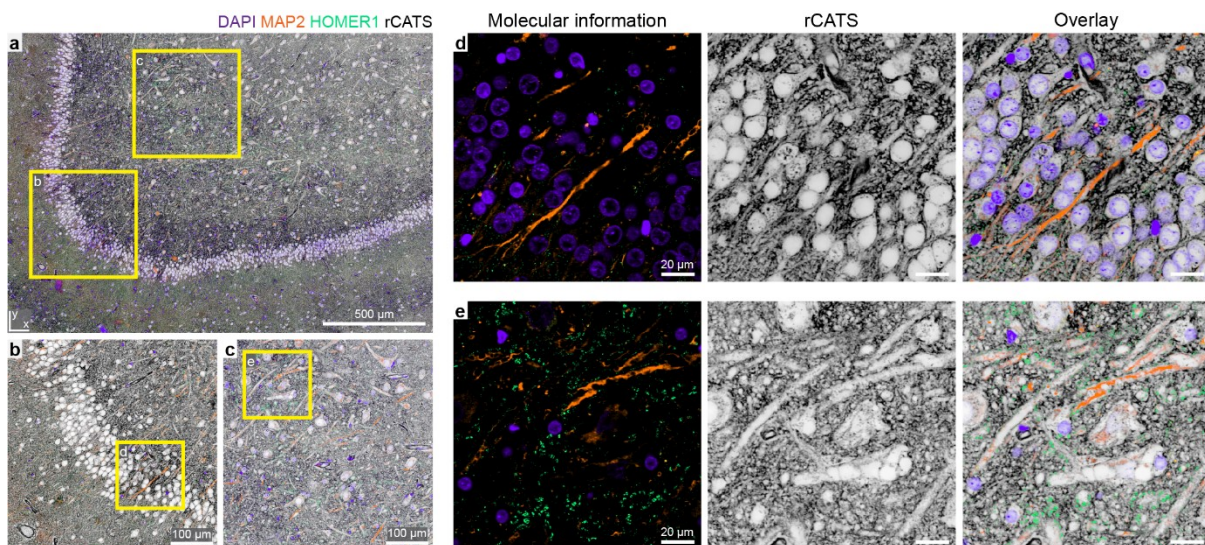 DAPI MAP2 HOMER1 rCATS
Molecular information
rCATS
Overlay
a
c
b
y
x
500 µm
b
d
100 µm
c
e
100 µm
d
20 µm
e
20 µm